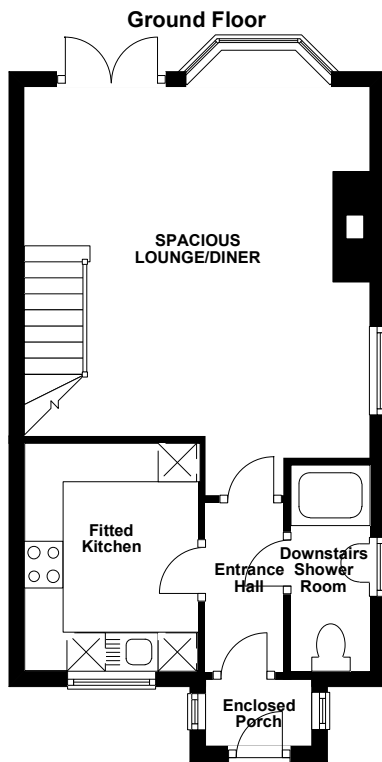 Ground Floor
SPACIOUS
LOUNGE/DINER
Fitted
Kitchen
Entrance
Hall
Downstairs
Shower
Room
Enclosed
Porch